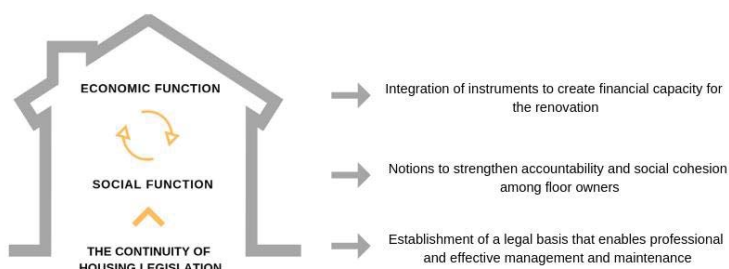 ECONOMIC FUNCTION
Integration of instruments to create financial capacity for
the renovation
SOCIAL FUNCTION
Notions to strengthen accountability and social cohesion
among floor owners
THE CONTINUITY OF
HOUSING LEGISLATION
Establishment of a legal basis that enables professional
and effective management and maintenance